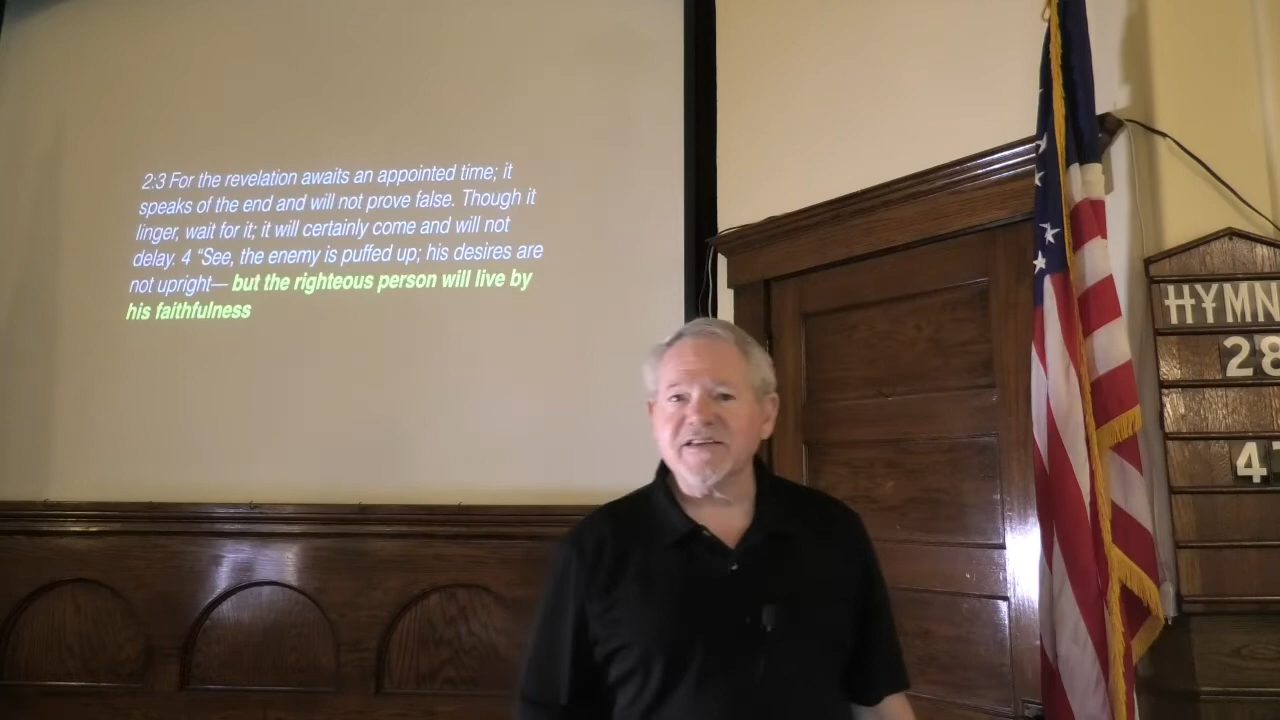 2:3 For the revelation awaits an appointed time; it
speaks of the end and will not prove false. Though it
linger, wait for it; it will certainly come and will not
delay. 4 “See, the enemy is puffed up; his desires are
not upright— but the righteous person will live by
his faithfulness
HYMN
28
4